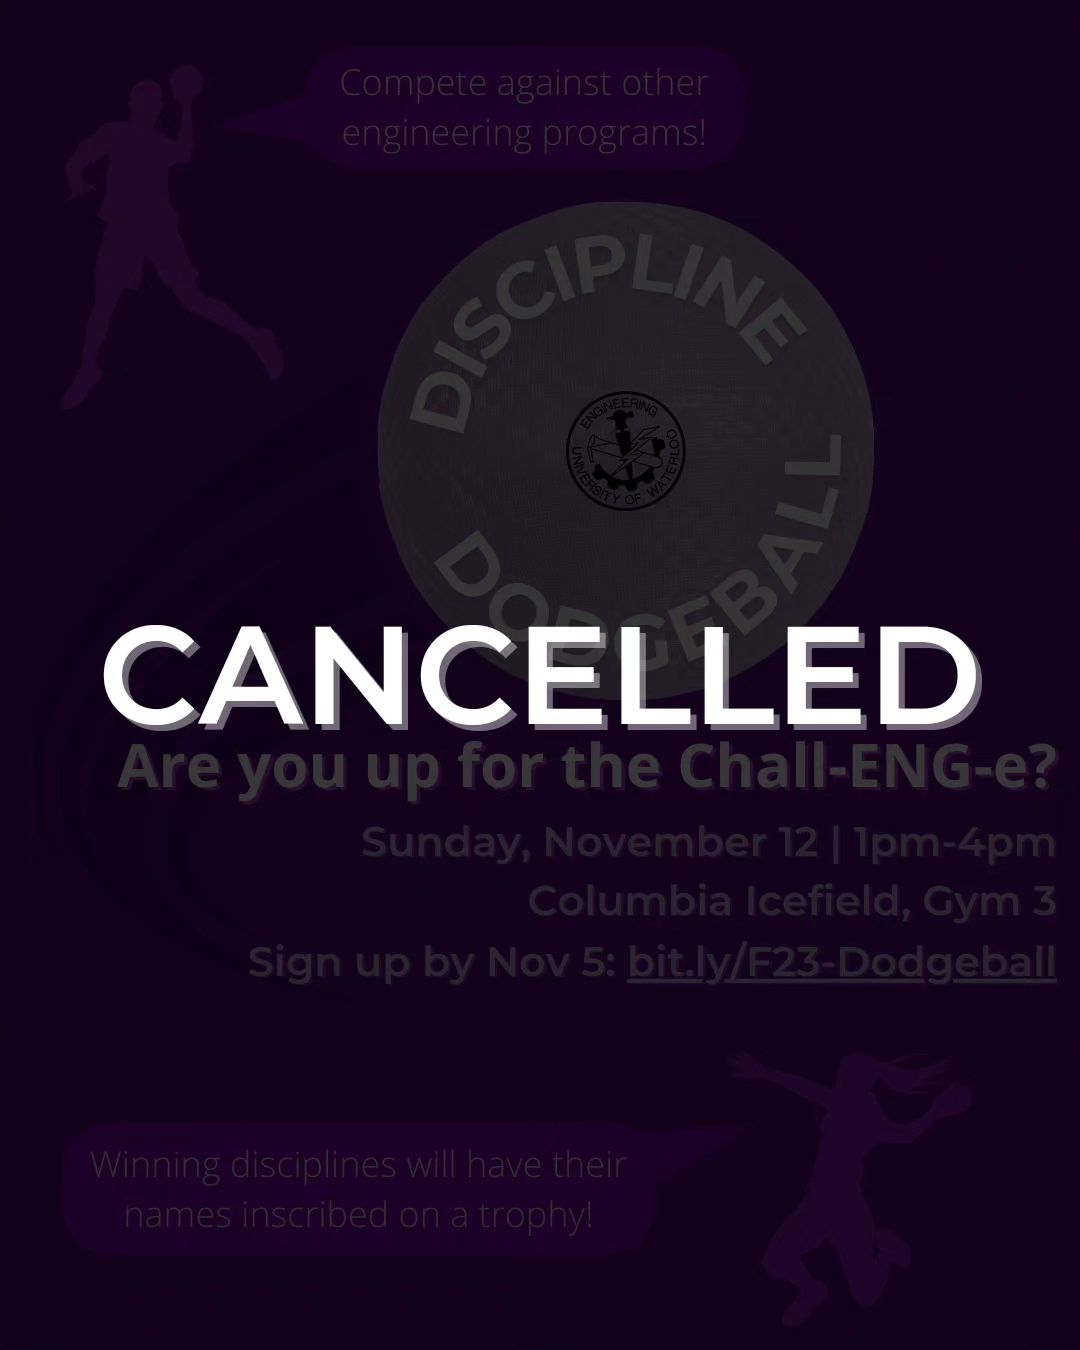 Compete against other
engineering programs!
DISCIPLINE
ENGINEERING
UNIVERSITY OF WATERLOO
DODGEBALL
CANCELLED
Are you up for the Chall-ENG-e?
Sunday, November 12 | 1pm-4pm
Columbia Icefield, Gym 3
Sign up by Nov 5: bit.ly/F23-Dodgeball
Winning disciplines will have their
names inscribed on a trophy!